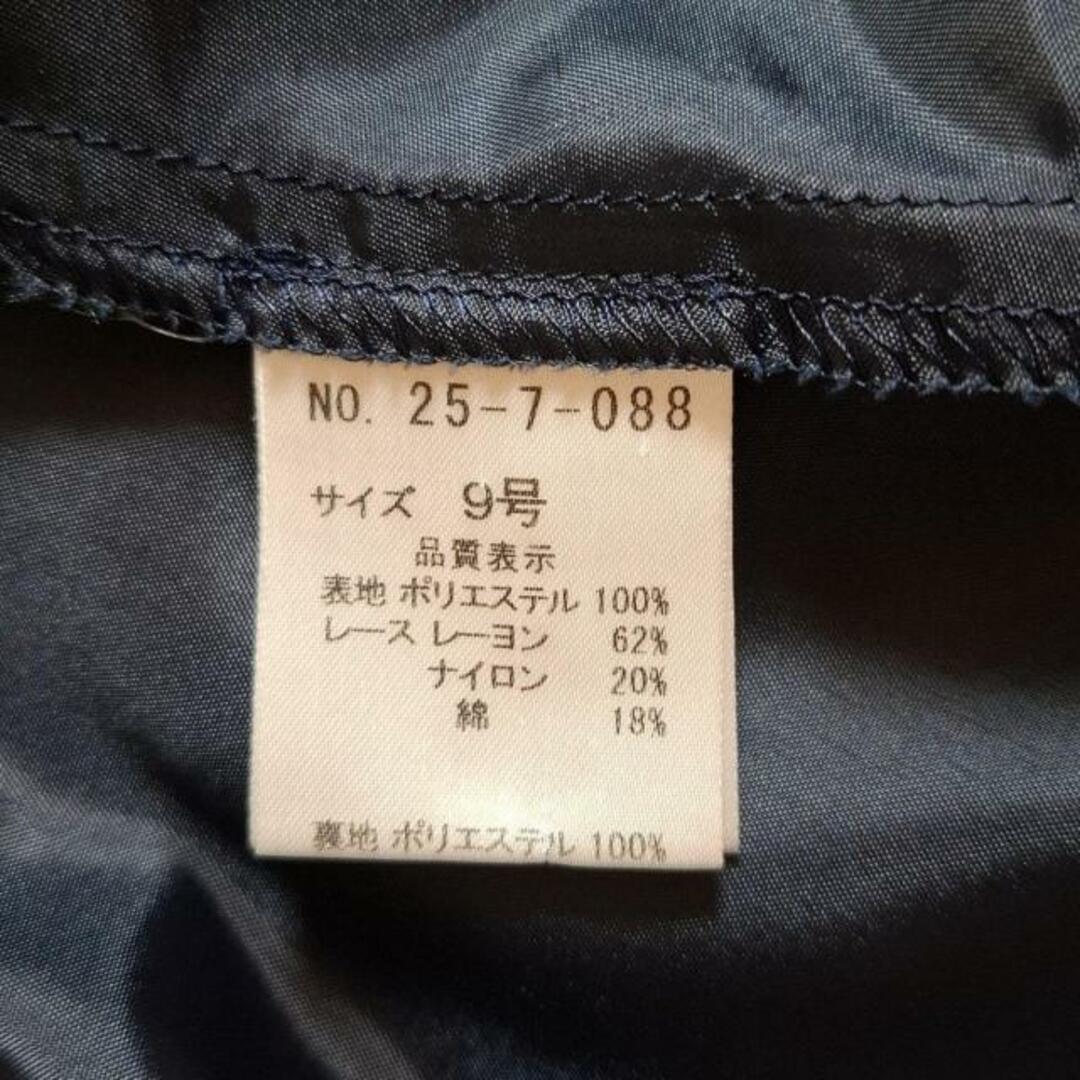 NO. 25-7-088
サイズ 9号
品質表示
表地 ポリエステル 100%
レース レーヨン 62%
ナイロン 20%
綿 18%
裏地 ポリエステル 100%